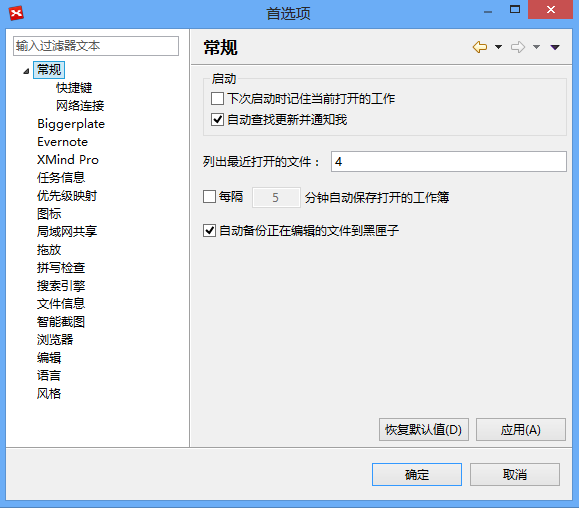 首选项
输入过滤器文本
常规
快捷键
网络连接
Biggerplate
Evernote
XMind Pro
任务信息
优先级映射
图标
局域网共享
拖放
拼写检查
搜索引擎
文件信息
智能截图
浏览器
编辑
语言
风格
常规
启动
下次启动时记住当前打开的工作
自动查找更新并通知我
列出最近打开的文件： 4
每隔 5 分钟自动保存打开的工作簿
自动备份正在编辑的文件到黑匣子
恢复默认值(D) 应用(A)
确定 取消